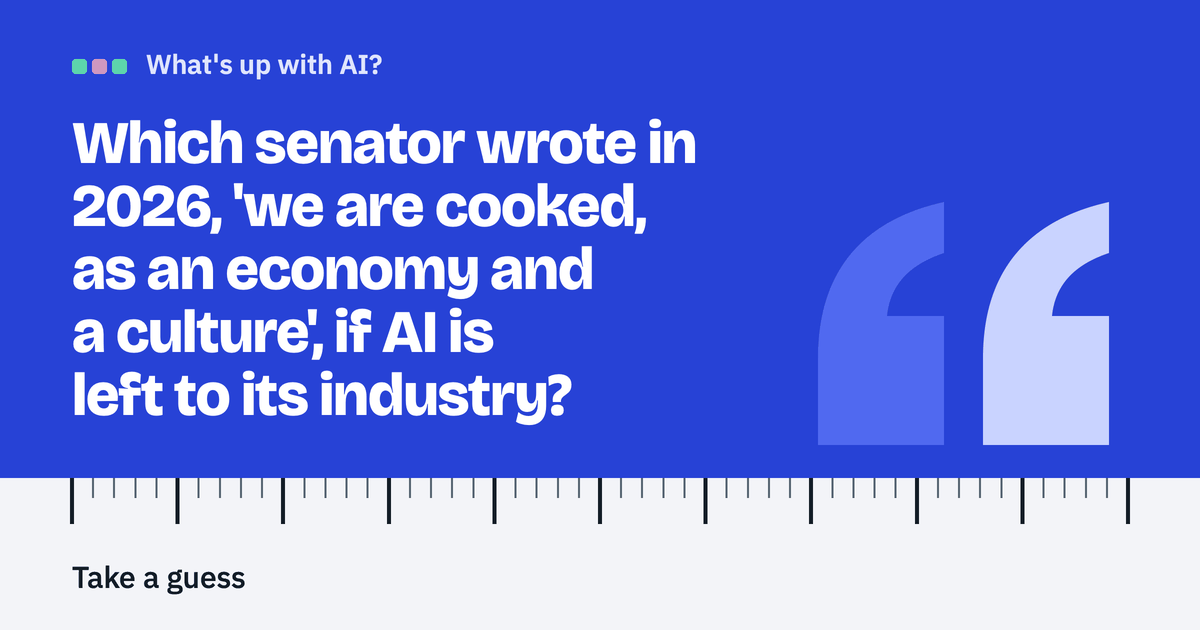 What's up with AI?
Which senator wrote in
2026, 'we are cooked,
as an economy and
a culture', if AI is
left to its industry?
Take a guess